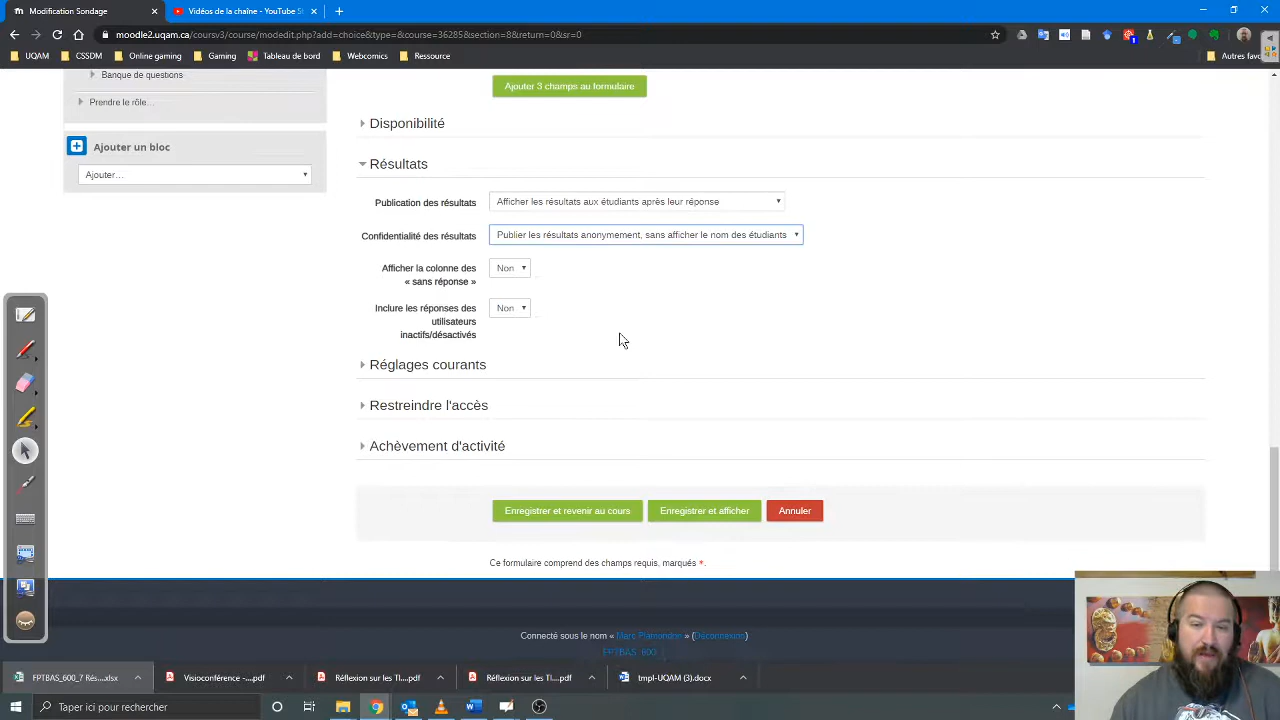 Modification Sondage
Vidéos de la chaîne - YouTube St
moodle2.uqam.ca/coursv3/course/modedit.php?add=choice&type=&course=36285&section=8&return=0&sr=0
UQAM
CSSDM
Online gaming
Gaming
Tableau de bord
Webcomics
Ressource
Autres favo
Banque de questions
Prendre le rôle…
Ajouter un bloc
Ajouter…
Ajouter 3 champs au formulaire
Disponibilité
Résultats
Publication des résultats
Afficher les résultats aux étudiants après leur réponse
Confidentialité des résultats
Publier les résultats anonymement, sans afficher le nom des étudiants
Afficher la colonne des
« sans réponse »
Non
Inclure les réponses des
utilisateurs
inactifs/désactivés
Non
Réglages courants
Restreindre l'accès
Achèvement d'activité
Enregistrer et revenir au cours
Enregistrer et afficher
Annuler
Ce formulaire comprend des champs requis, marqués *.
Connecté sous le nom « Marc Plamondon » (Déconnexion)
FPTBAS_600_7
FPTBAS_600_7 Rés....xlsx
Visioconférence -....pdf
Réflexion sur les TI....pdf
Réflexion sur les TI....pdf
tmpl-UQAM (3).docx
Taper ici pour rechercher